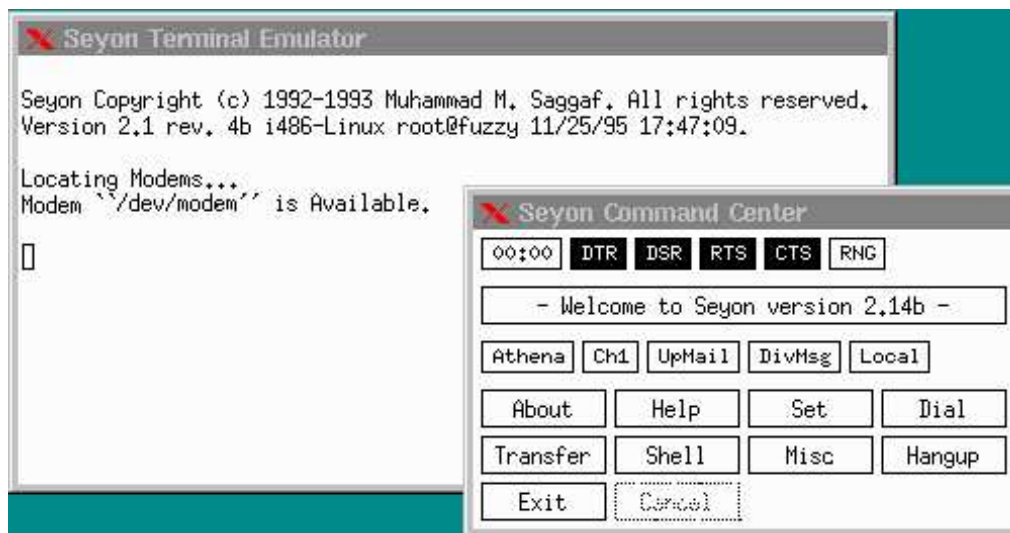 Seyon Terminal Emulator
Seyon Copyright (c) 1992-1993 Muhammad M. Saggaf. All rights reserved.
Version 2.1 rev. 4b i486-Linux root@fuzzy 11/25/95 17:47:09.
Locating Modems...
Modem ``/dev/modem´´ is Available.
Seyon Command Center
00:00 DTR DSR RTS CTS RNG
- Welcome to Seyon version 2.14b -
Athena Ch1 UpMail DivMsg Local
About Help Set Dial
Transfer Shell Misc Hangup
Exit Cancel